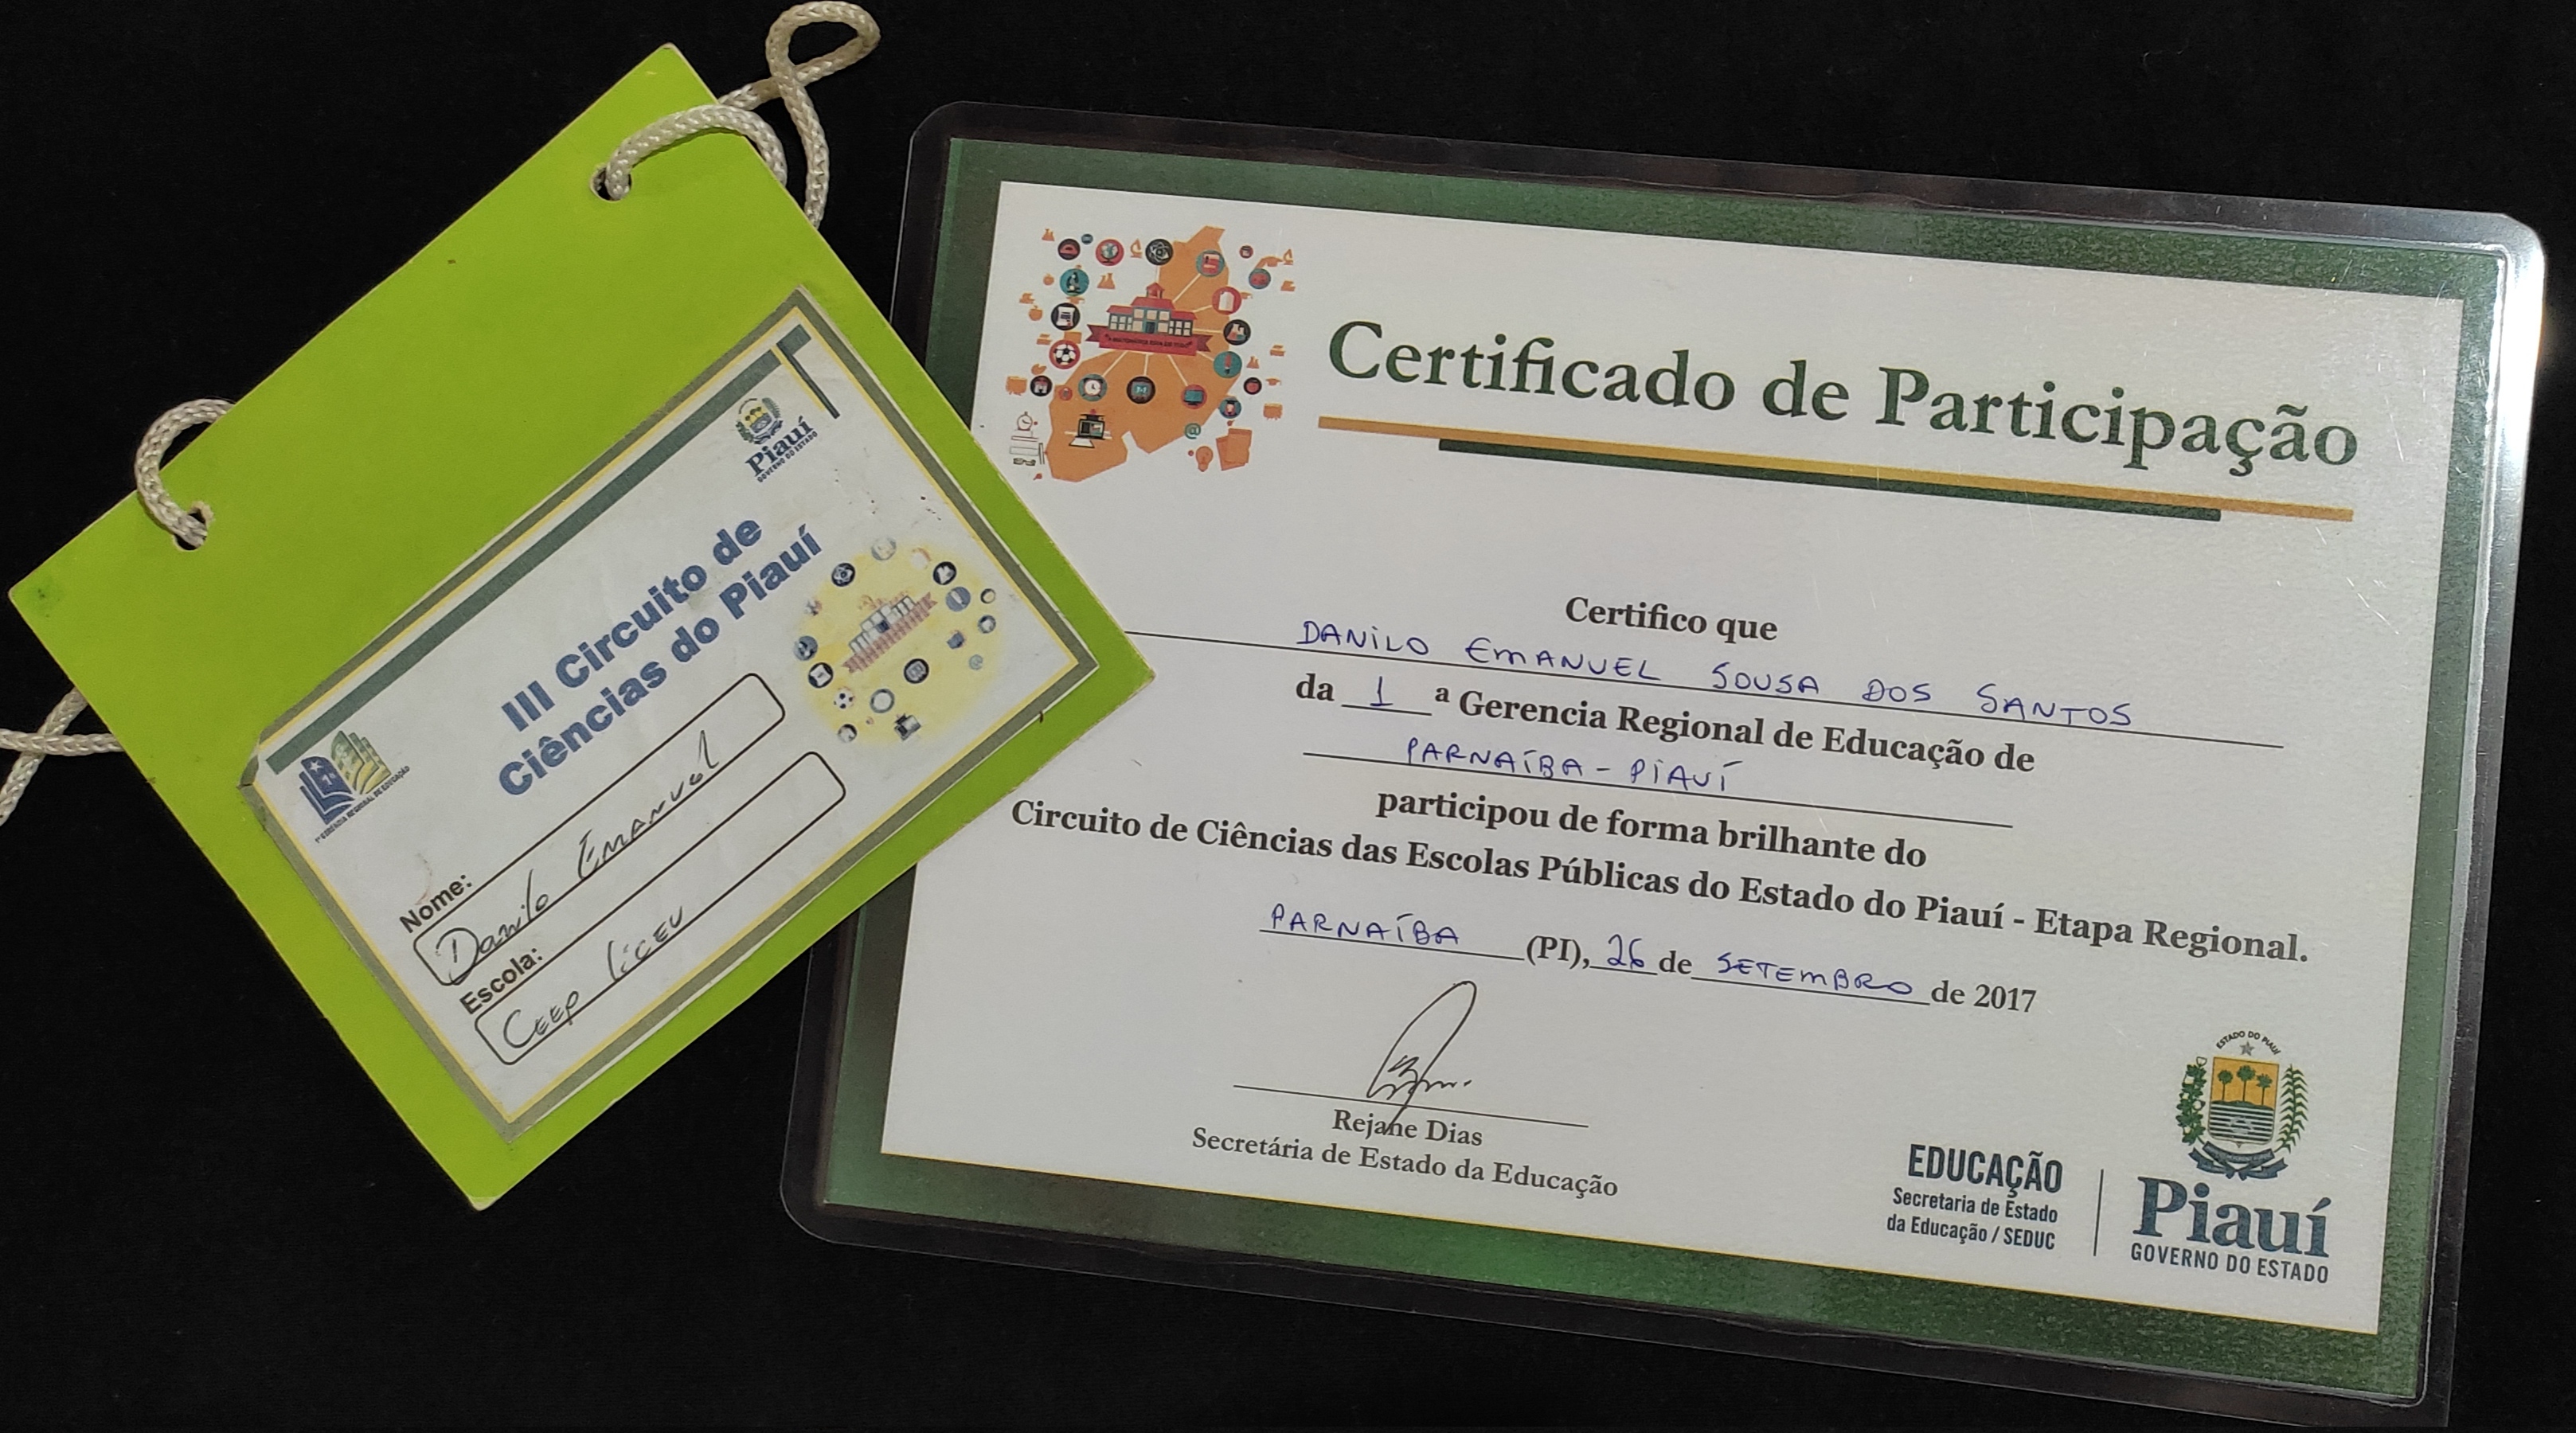 Piauí
GOVERNO DO ESTADO
III Circuito de
Ciências do Piauí
1ª GERÊNCIA REGIONAL DE EDUCAÇÃO
Nome:
Danilo Emanuel
Escola:
CEEP liCEU
Certificado de Participação
Certifico que
DANILO EMANUEL SOUSA DOS SANTOS
da 1 ª Gerencia Regional de Educação de
PARNAÍBA - PIAUÍ
participou de forma brilhante do
Circuito de Ciências das Escolas Públicas do Estado do Piauí - Etapa Regional.
PARNAÍBA (PI), 26 de SETEMBRO de 2017
Rejane Dias
Secretária de Estado da Educação
EDUCAÇÃO
Secretaria de Estado
da Educação / SEDUC
ESTADO DO PIAUÍ
Piauí
GOVERNO DO ESTADO